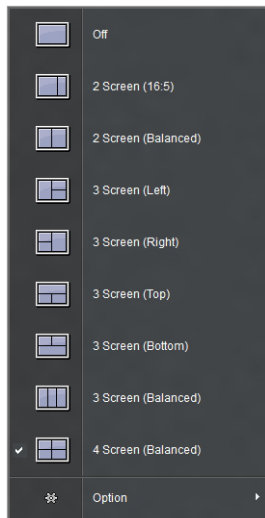 Off
2 Screen (16:5)
2 Screen (Balanced)
3 Screen (Left)
3 Screen (Right)
3 Screen (Top)
3 Screen (Bottom)
3 Screen (Balanced)
4 Screen (Balanced)
Option